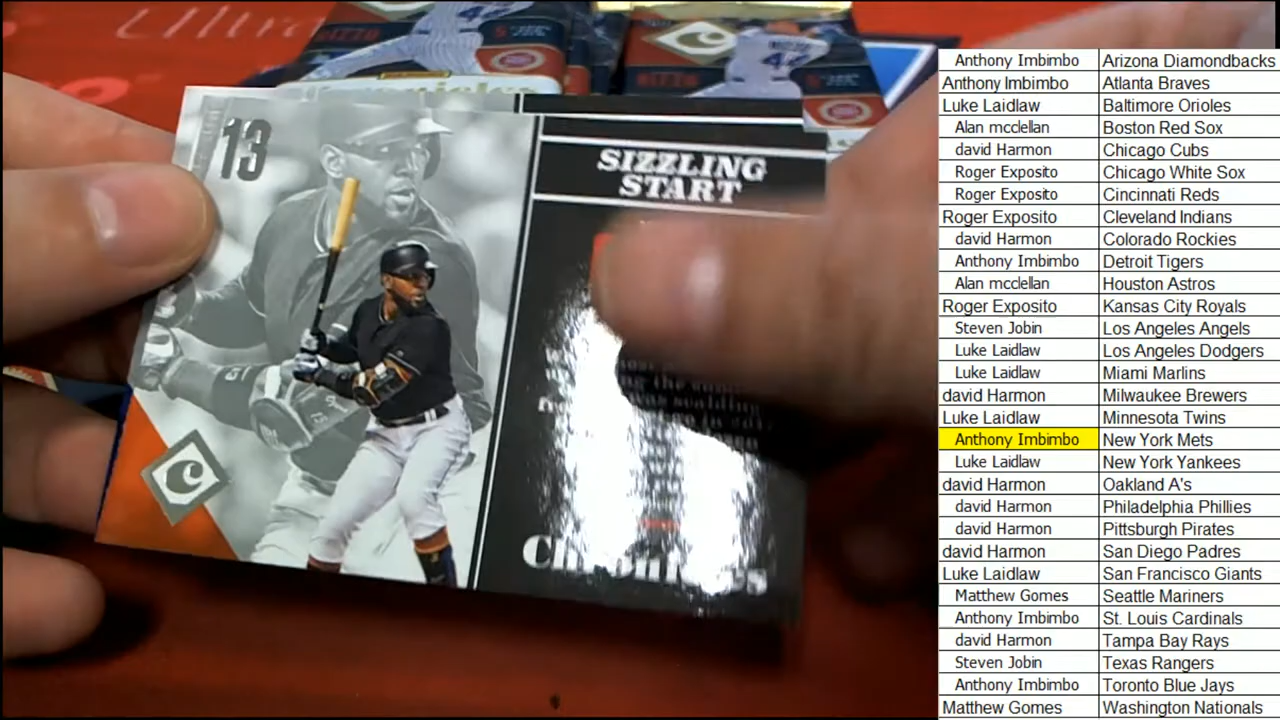 Ultra
13
SIZZLING
START
Chronicles
Anthony Imbimbo Arizona Diamondbacks
Anthony Imbimbo Atlanta Braves
Luke Laidlaw Baltimore Orioles
Alan mcclellan Boston Red Sox
david Harmon Chicago Cubs
Roger Exposito Chicago White Sox
Roger Exposito Cincinnati Reds
Roger Exposito Cleveland Indians
david Harmon Colorado Rockies
Anthony Imbimbo Detroit Tigers
Alan mcclellan Houston Astros
Roger Exposito Kansas City Royals
Steven Jobin Los Angeles Angels
Luke Laidlaw Los Angeles Dodgers
Luke Laidlaw Miami Marlins
david Harmon Milwaukee Brewers
Luke Laidlaw Minnesota Twins
Anthony Imbimbo New York Mets
Luke Laidlaw New York Yankees
david Harmon Oakland A's
david Harmon Philadelphia Phillies
david Harmon Pittsburgh Pirates
david Harmon San Diego Padres
Luke Laidlaw San Francisco Giants
Matthew Gomes Seattle Mariners
Anthony Imbimbo St. Louis Cardinals
david Harmon Tampa Bay Rays
Steven Jobin Texas Rangers
Anthony Imbimbo Toronto Blue Jays
Matthew Gomes Washington Nationals